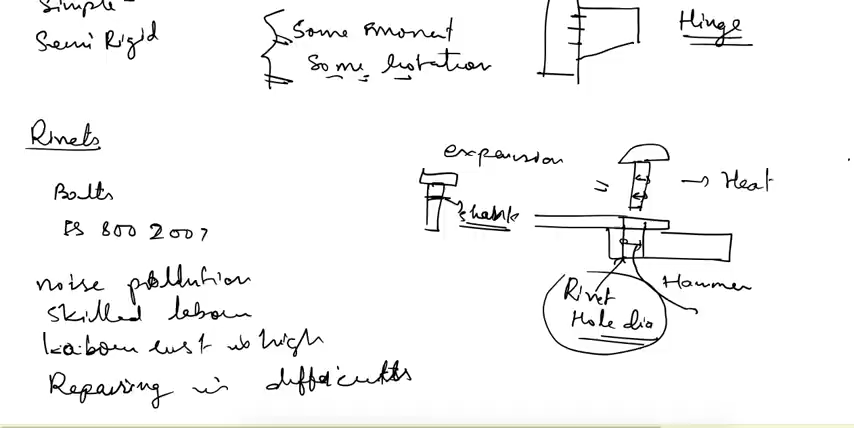 Simple -
Semi Rigid
Some moment
Some rotation
Hinge
Rivets
Bolts
IS 800 2007
noise pollution
skilled labour
Labour cost is high
Repairing is difficult
expansion
shank
=
→ Heat
Hammer
Rivet
Hole dia